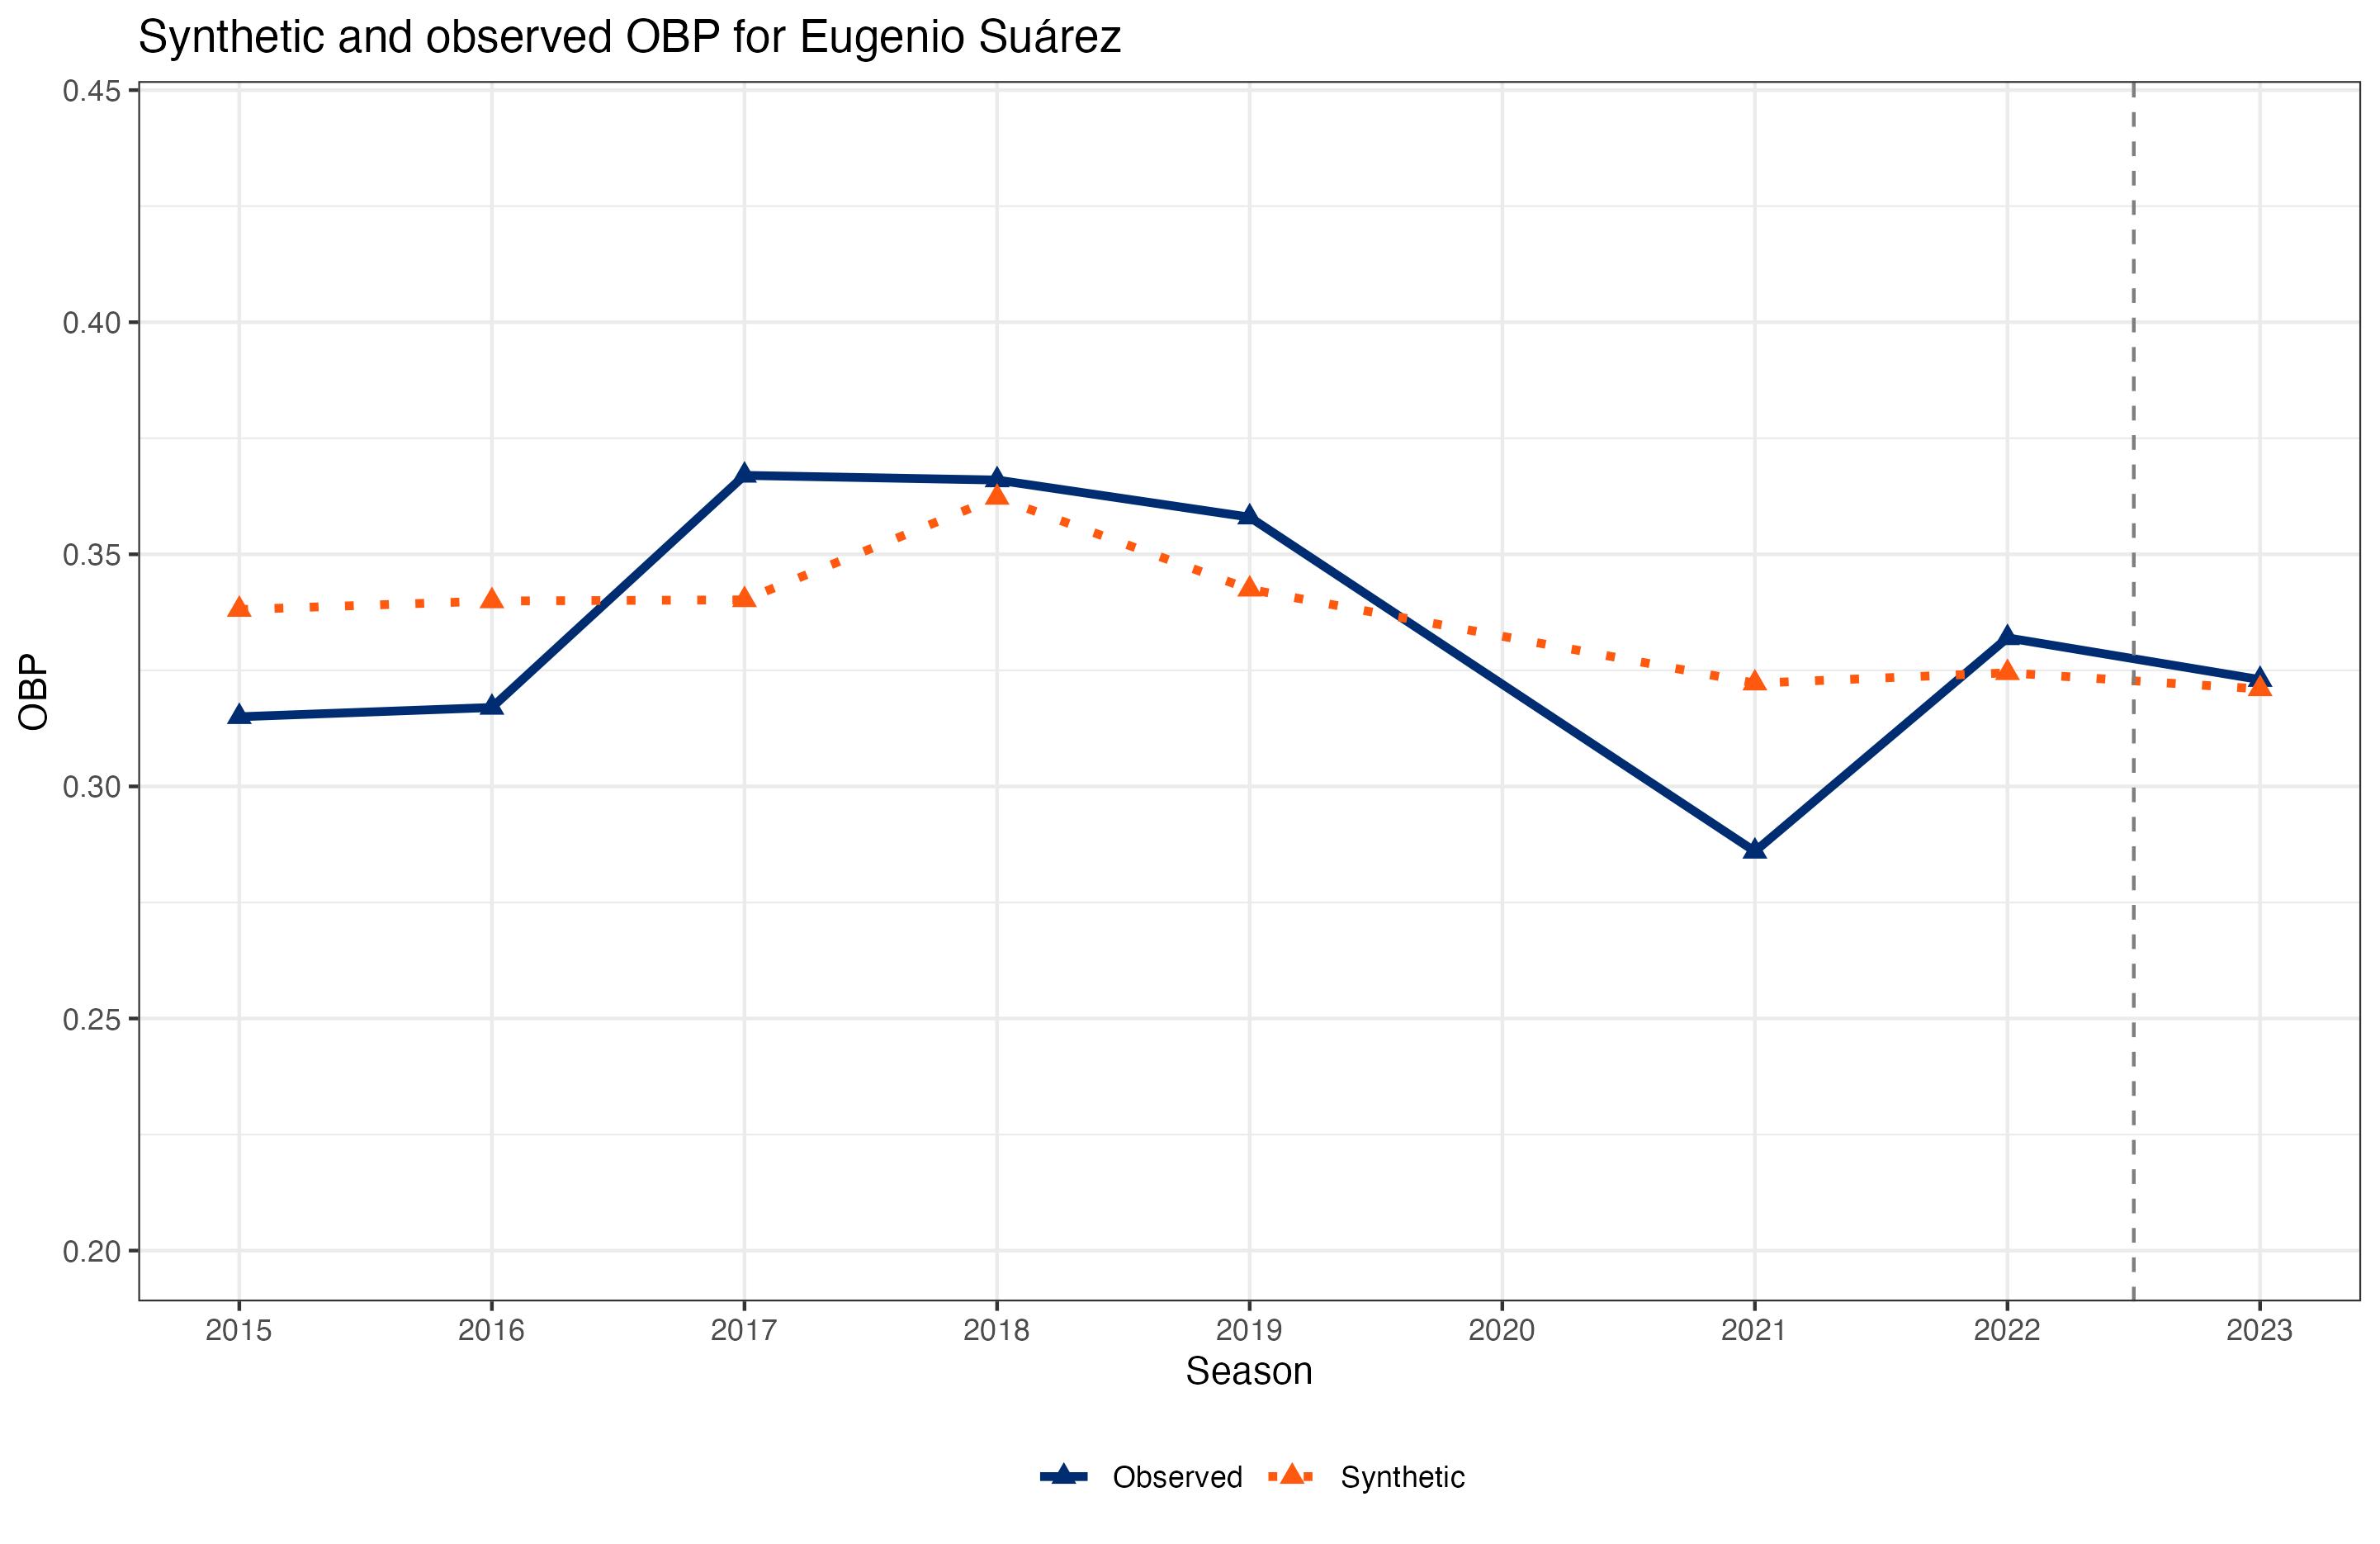 Synthetic and observed OBP for Eugenio Suárez
0.45
0.40
0.35
0.30
0.25
0.20
OBP
2015 2016 2017 2018 2019 2020 2021 2022 2023
Season
Observed Synthetic